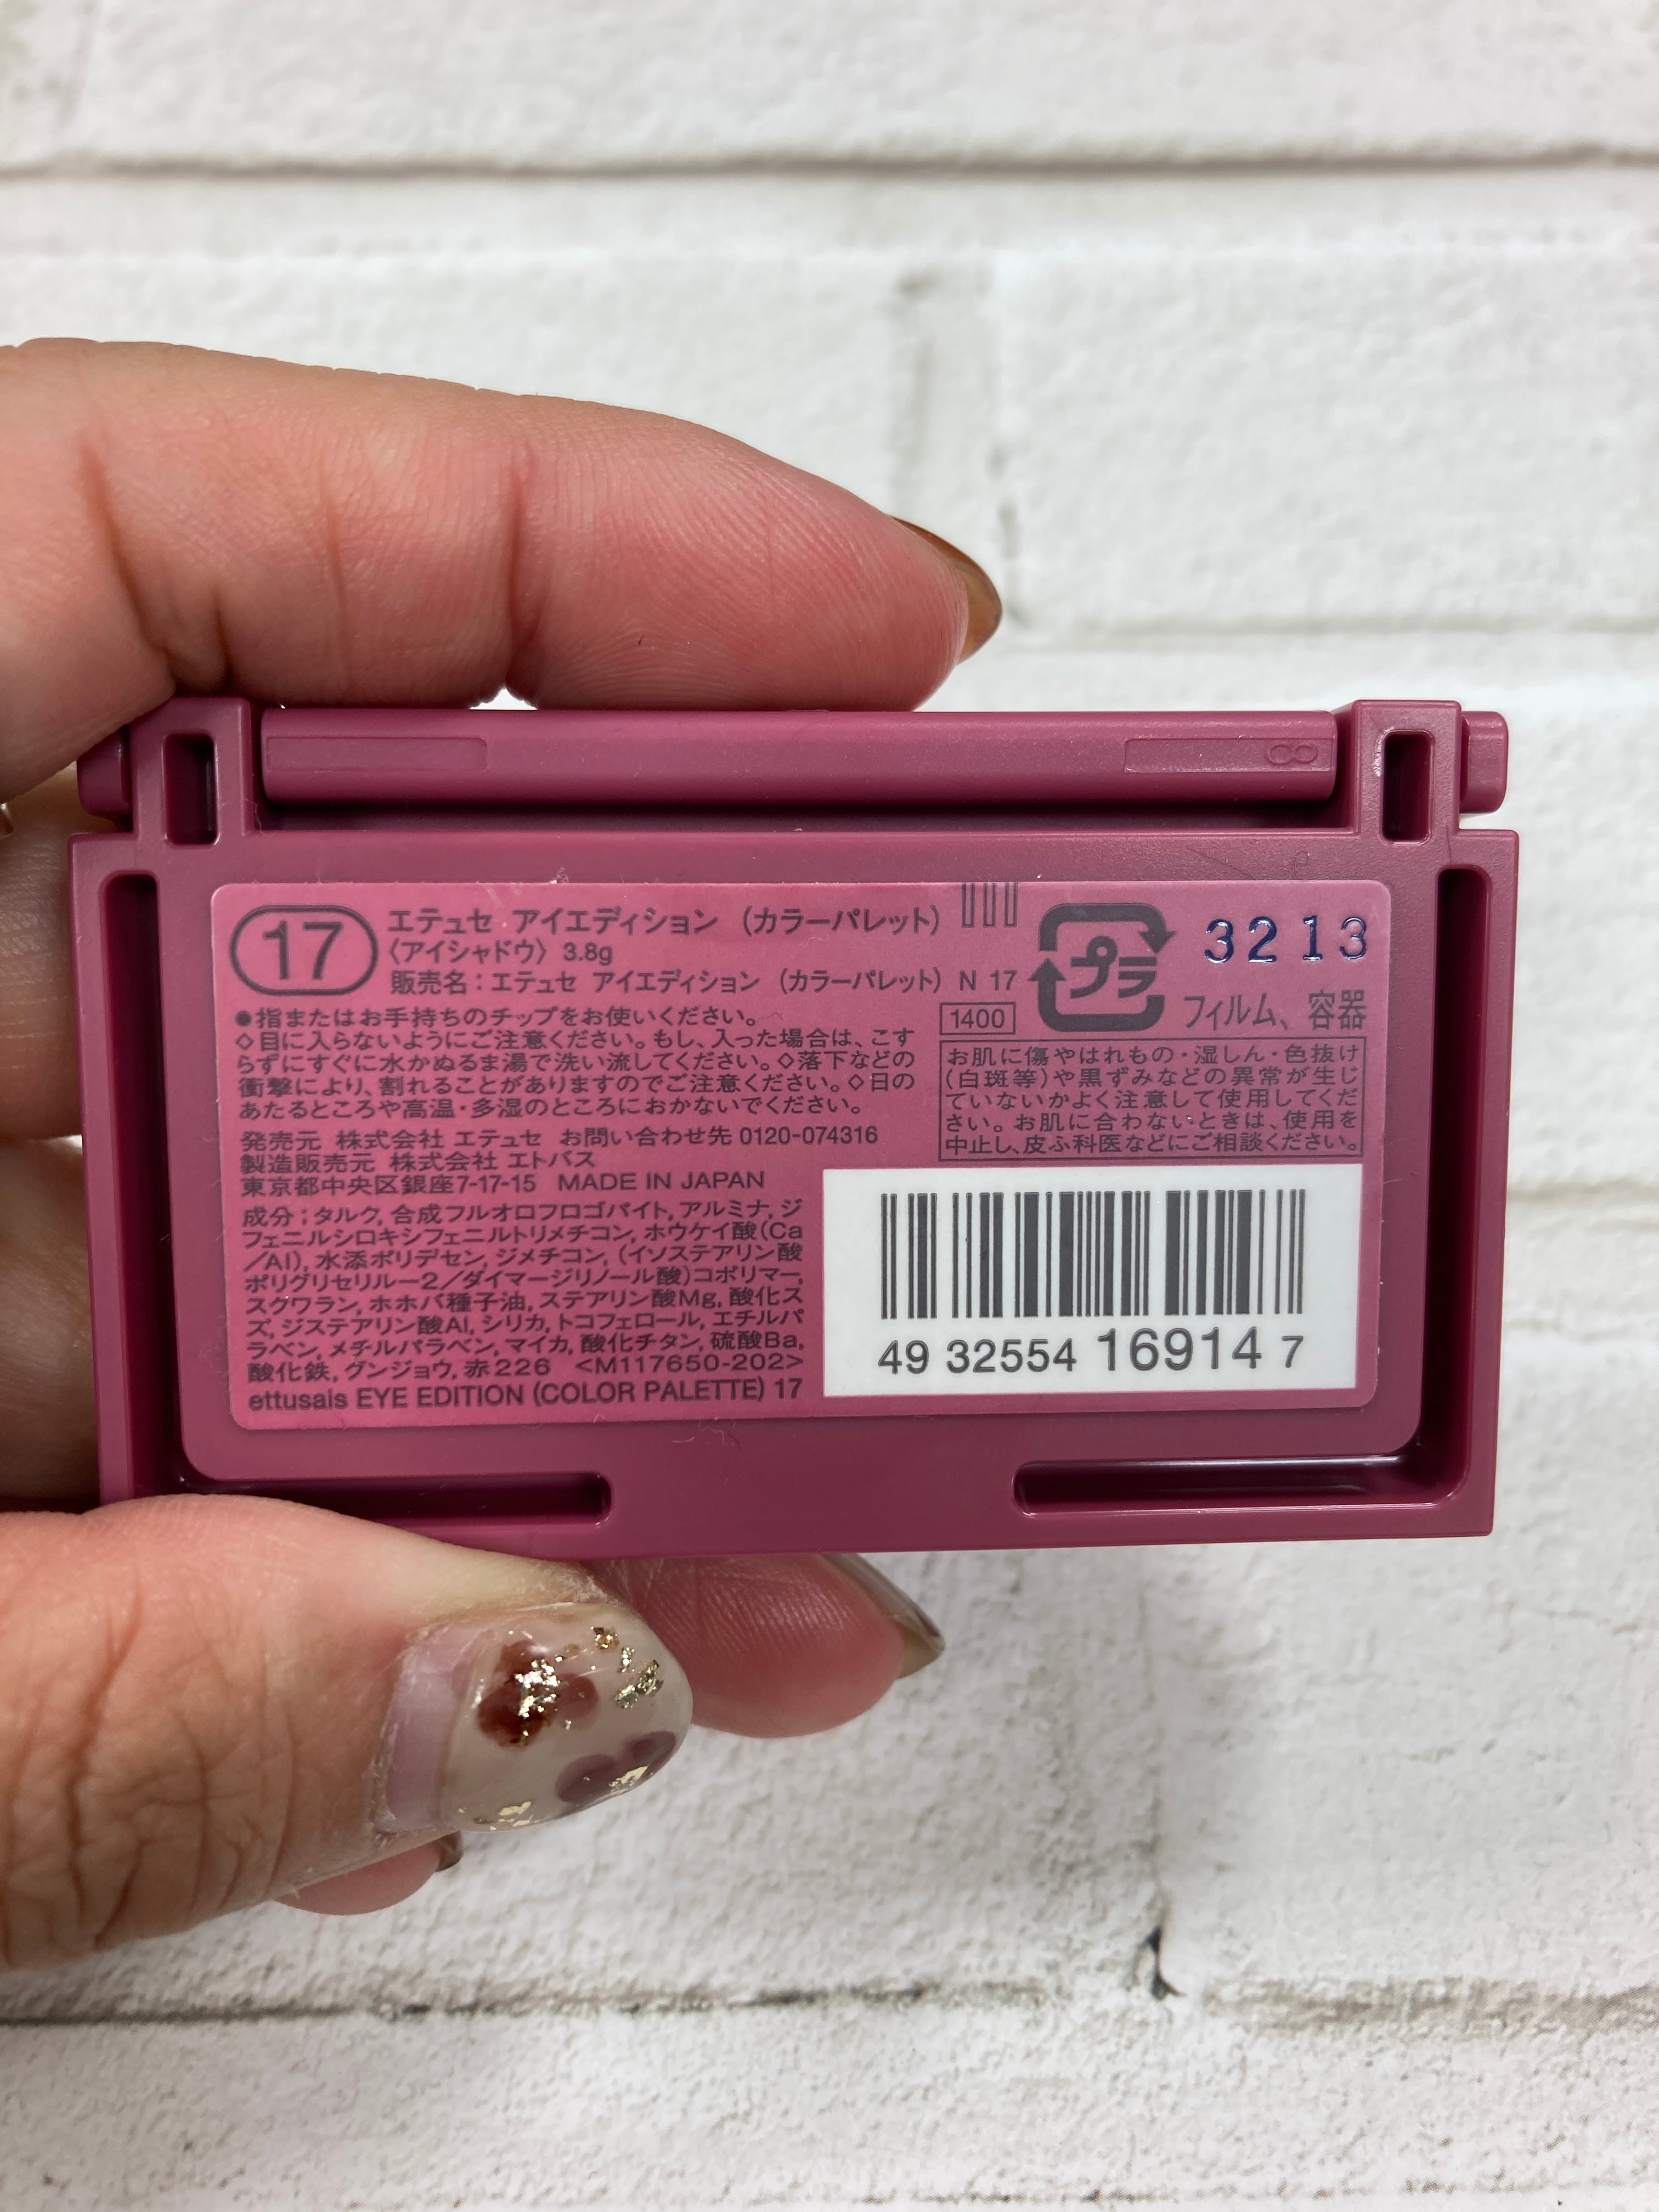 17
エテュセ アイエディション (カラーパレット)
〈アイシャドウ〉 3.8g
販売名：エテュセ アイエディション (カラーパレット) N 17
●指またはお手持ちのチップをお使いください。
◇目に入らないようにご注意ください。もし、入った場合は、こす
らずにすぐに水かぬるま湯で洗い流してください。◇落下などの
衝撃により、割れることがありますのでご注意ください。◇日の
あたるところや高温・多湿のところにおかないでください。
発売元 株式会社 エテュセ お問い合わせ先 0120-074316
製造販売元 株式会社 エトバス
東京都中央区銀座7-17-15 MADE IN JAPAN
成分；タルク, 合成フルオロフロゴパイト, アルミナ, ジ
フェニルシロキシフェニルトリメチコン, ホウケイ酸(Ca
／Al), 水添ポリデセン, ジメチコン, (イソステアリン酸
ポリグリセリル－2／ダイマージリノール酸)コポリマー,
スクワラン, ホホバ種子油, ステアリン酸Mg, 酸化ス
ズ, ジステアリン酸Al, シリカ, トコフェロール, エチルパ
ラベン, メチルパラベン, マイカ, 酸化チタン, 硫酸Ba,
酸化鉄, グンジョウ, 赤226 <M117650-202>
ettusais EYE EDITION (COLOR PALETTE) 17
プラ
3213
フィルム、容器
1400
お肌に傷やはれもの・湿しん・色抜け
(白斑等)や黒ずみなどの異常が生じ
ていないかよく注意して使用してくだ
さい。お肌に合わないときは、使用を
中止し、皮ふ科医などにご相談ください。
49 32554 16914 7
8